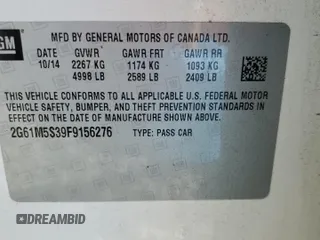 GM
MFD BY GENERAL MOTORS OF CANADA LTD.
DATE GVWR GAWR FRT GAWR RR
10/14 2267 KG 1174 KG 1093 KG
4998 LB 2589 LB 2409 LB
THIS VEHICLE CONFORMS TO ALL APPLICABLE U.S. FEDERAL MOTOR
VEHICLE SAFETY, BUMPER, AND THEFT PREVENTION STANDARDS IN
EFFECT ON THE DATE OF MANUFACTURE SHOWN ABOVE.
2G61M5S39F9156276 TYPE: PASS CAR
DREAMBID